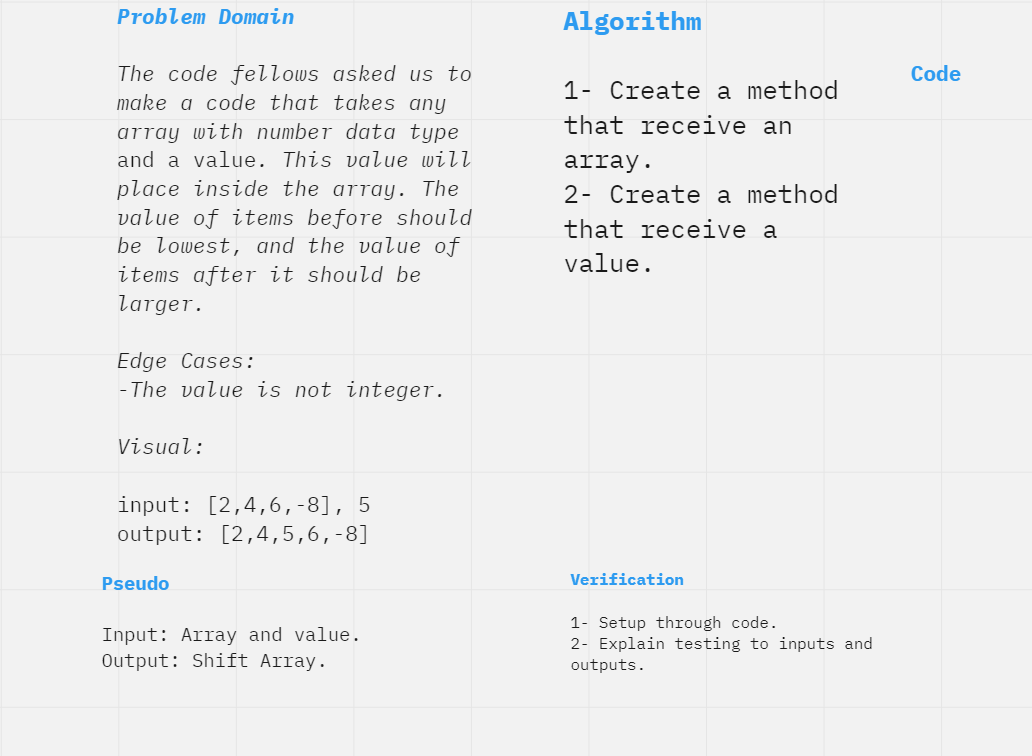 Problem Domain
The code fellows asked us to
make a code that takes any
array with number data type
and a value. This value will
place inside the array. The
value of items before should
be lowest, and the value of
items after it should be
larger.
Edge Cases:
-The value is not integer.
Visual:
input: [2,4,6,-8], 5
output: [2,4,5,6,-8]
Algorithm
1- Create a method
that receive an
array.
2- Create a method
that receive a
value.
Code
Pseudo
Input: Array and value.
Output: Shift Array.
Verification
1- Setup through code.
2- Explain testing to inputs and
outputs.